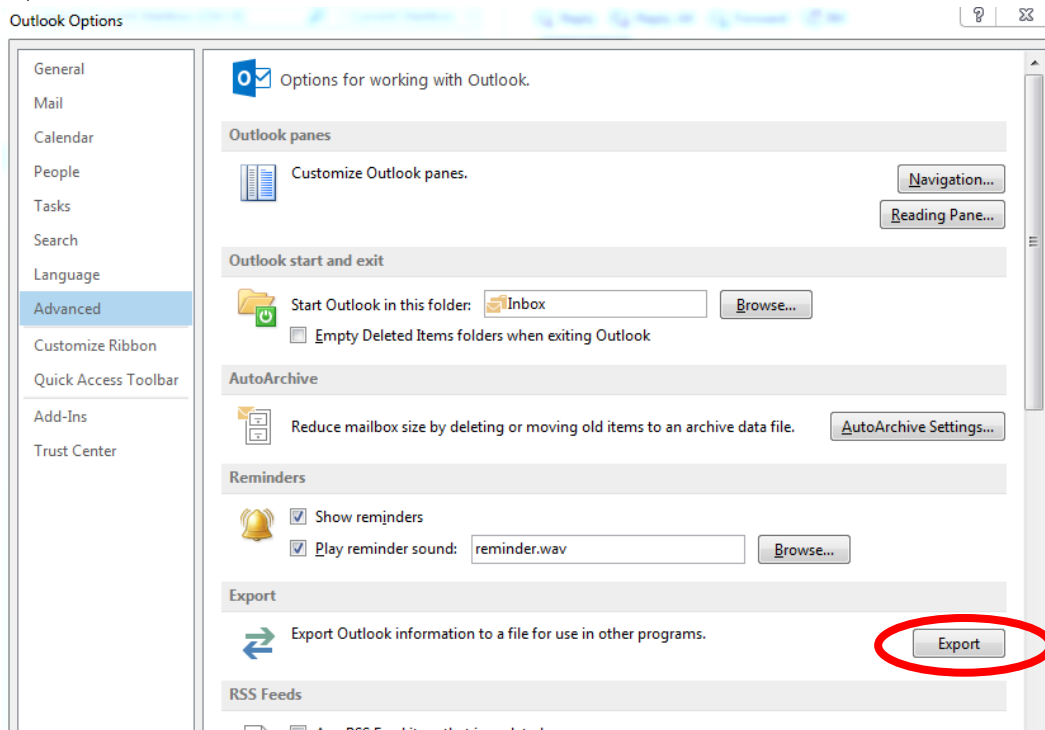 Outlook Options
General
Mail
Calendar
People
Tasks
Search
Language
Advanced
Customize Ribbon
Quick Access Toolbar
Add-Ins
Trust Center
Options for working with Outlook.
Outlook panes
Customize Outlook panes.
Navigation...
Reading Pane...
Outlook start and exit
Start Outlook in this folder: Inbox Browse...
Empty Deleted Items folders when exiting Outlook
AutoArchive
Reduce mailbox size by deleting or moving old items to an archive data file. AutoArchive Settings...
Reminders
Show reminders
Play reminder sound: reminder.wav Browse...
Export
Export Outlook information to a file for use in other programs. Export
RSS Feeds